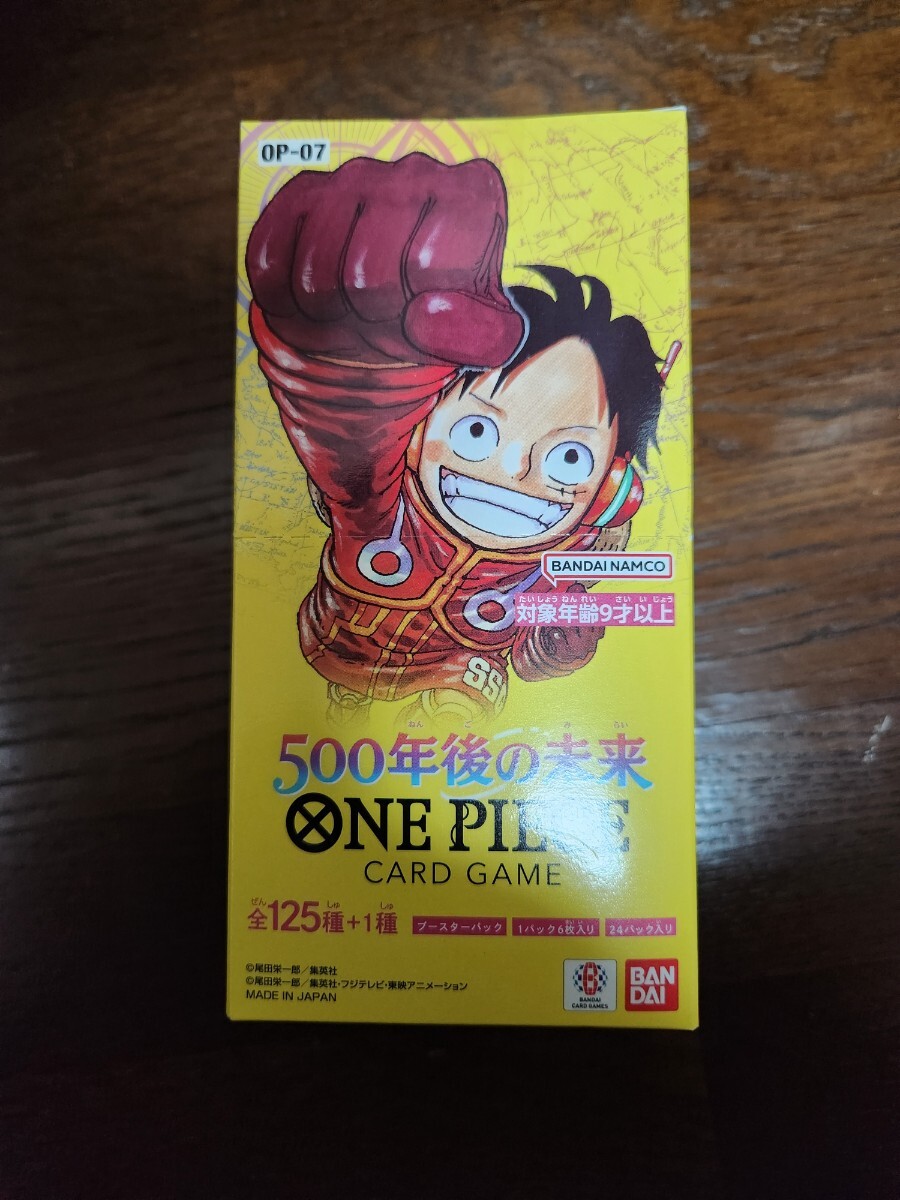 OP-07
BANDAI NAMCO
たいしょうねんれい さいいじょう
対象年齢9才以上
SS
ねん ご み らい
500年後の未来
ONE PIECE
CARD GAME
ぜん しゅ しゅ
全125種+1種
ブースターパック
1パック6枚入り
24パック入り
©尾田栄一郎/集英社
©尾田栄一郎/集英社・フジテレビ・東映アニメーション
MADE IN JAPAN
BANDAI
CARD GAMES
BAN
DAI